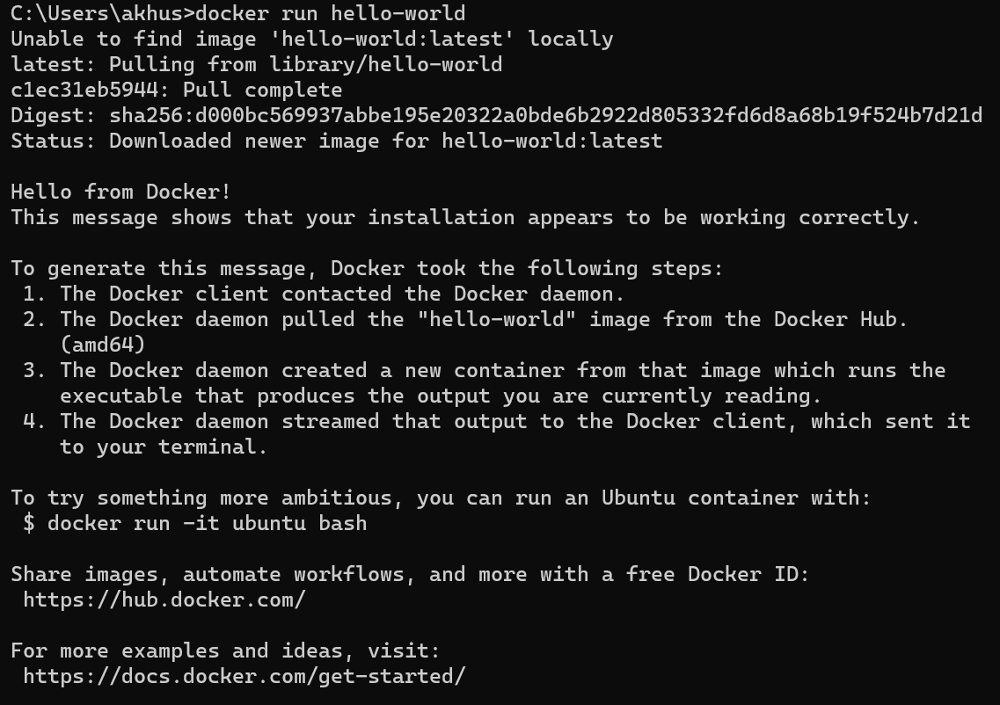 C:\Users\akhus>docker run hello-world
Unable to find image 'hello-world:latest' locally
latest: Pulling from library/hello-world
c1ec31eb5944: Pull complete
Digest: sha256:d000bc569937abbe195e20322a0bde6b2922d805332fd6d8a68b19f524b7d21d
Status: Downloaded newer image for hello-world:latest

Hello from Docker!
This message shows that your installation appears to be working correctly.

To generate this message, Docker took the following steps:
 1. The Docker client contacted the Docker daemon.
 2. The Docker daemon pulled the "hello-world" image from the Docker Hub.
    (amd64)
 3. The Docker daemon created a new container from that image which runs the
    executable that produces the output you are currently reading.
 4. The Docker daemon streamed that output to the Docker client, which sent it
    to your terminal.

To try something more ambitious, you can run an Ubuntu container with:
 $ docker run -it ubuntu bash

Share images, automate workflows, and more with a free Docker ID:
 https://hub.docker.com/

For more examples and ideas, visit:
 https://docs.docker.com/get-started/